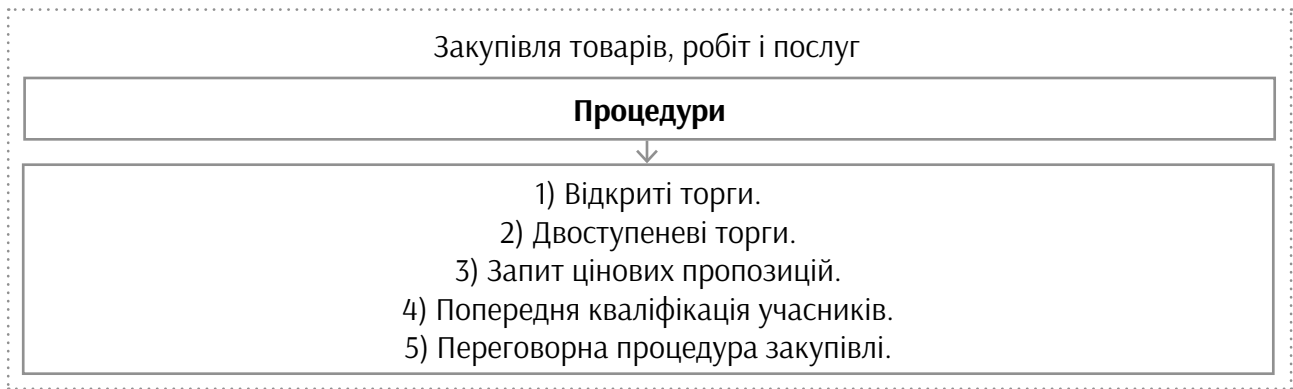 Закупівля товарів, робіт і послуг
Процедури
1) Відкриті торги.
2) Двоступеневі торги.
3) Запит цінових пропозицій.
4) Попередня кваліфікація учасників.
5) Переговорна процедура закупівлі.